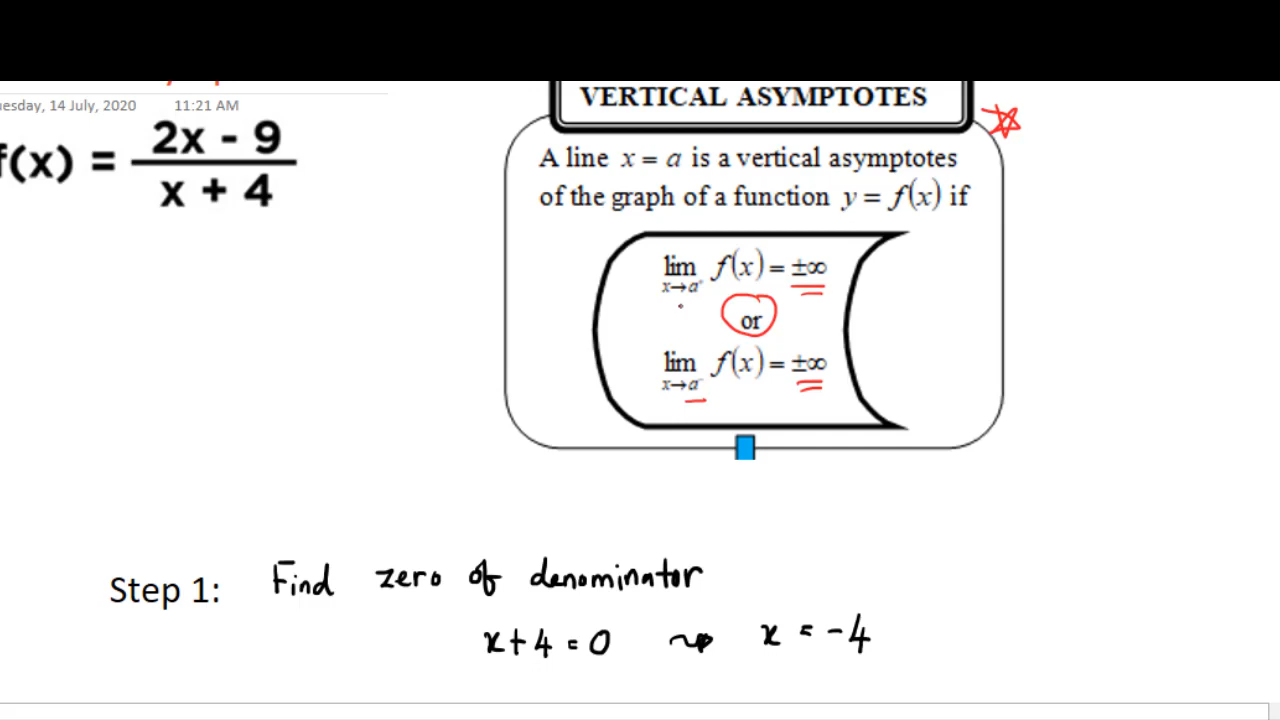 esday, 14 July, 2020 11:21 AM
f(x) = 2x - 9
x + 4
VERTICAL ASYMPTOTES
A line x = a is a vertical asymptotes
of the graph of a function y = f(x) if
lim f(x) = ±∞
x→a⁺
or
lim f(x) = ±∞
x→a⁻
Step 1: Find zero of denominator
x+4=0 ⇝ x = -4